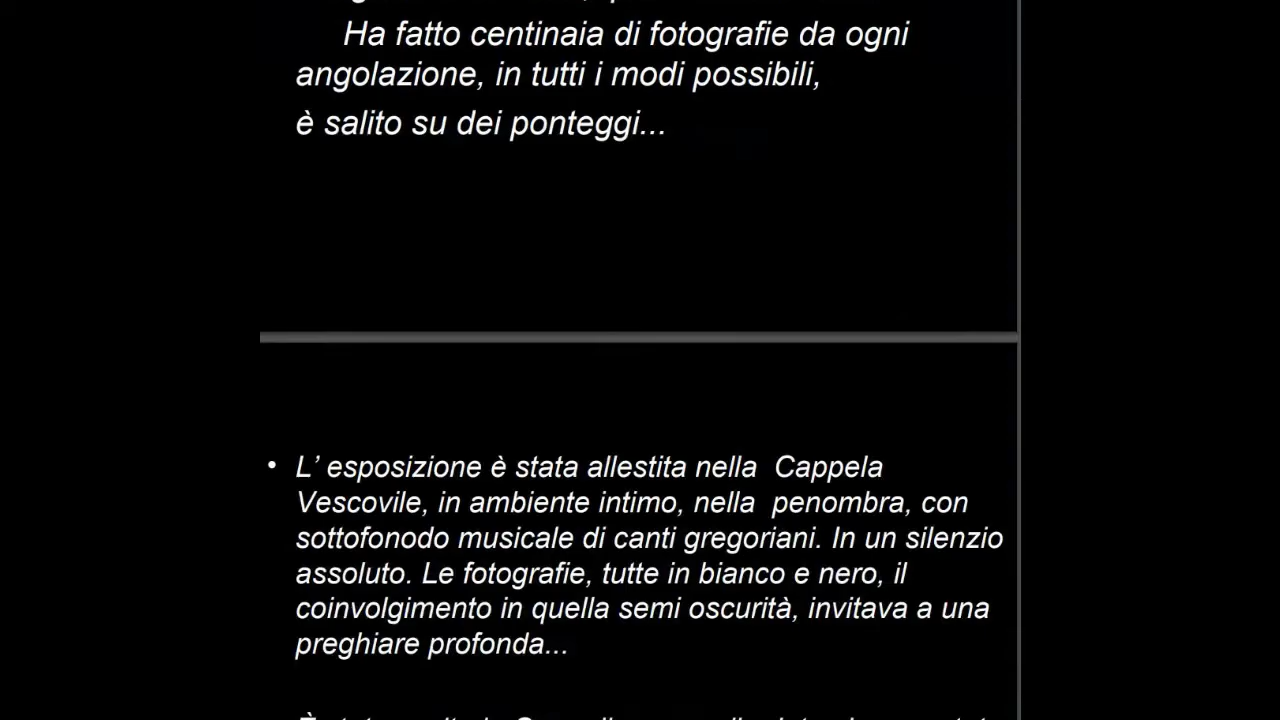 Ha fatto centinaia di fotografie da ogni
angolazione, in tutti i modi possibili,
è salito su dei ponteggi...
• L’ esposizione è stata allestita nella Cappela
Vescovile, in ambiente intimo, nella penombra, con
sottofonodo musicale di canti gregoriani. In un silenzio
assoluto. Le fotografie, tutte in bianco e nero, il
coinvolgimento in quella semi oscurità, invitava a una
preghiare profonda...